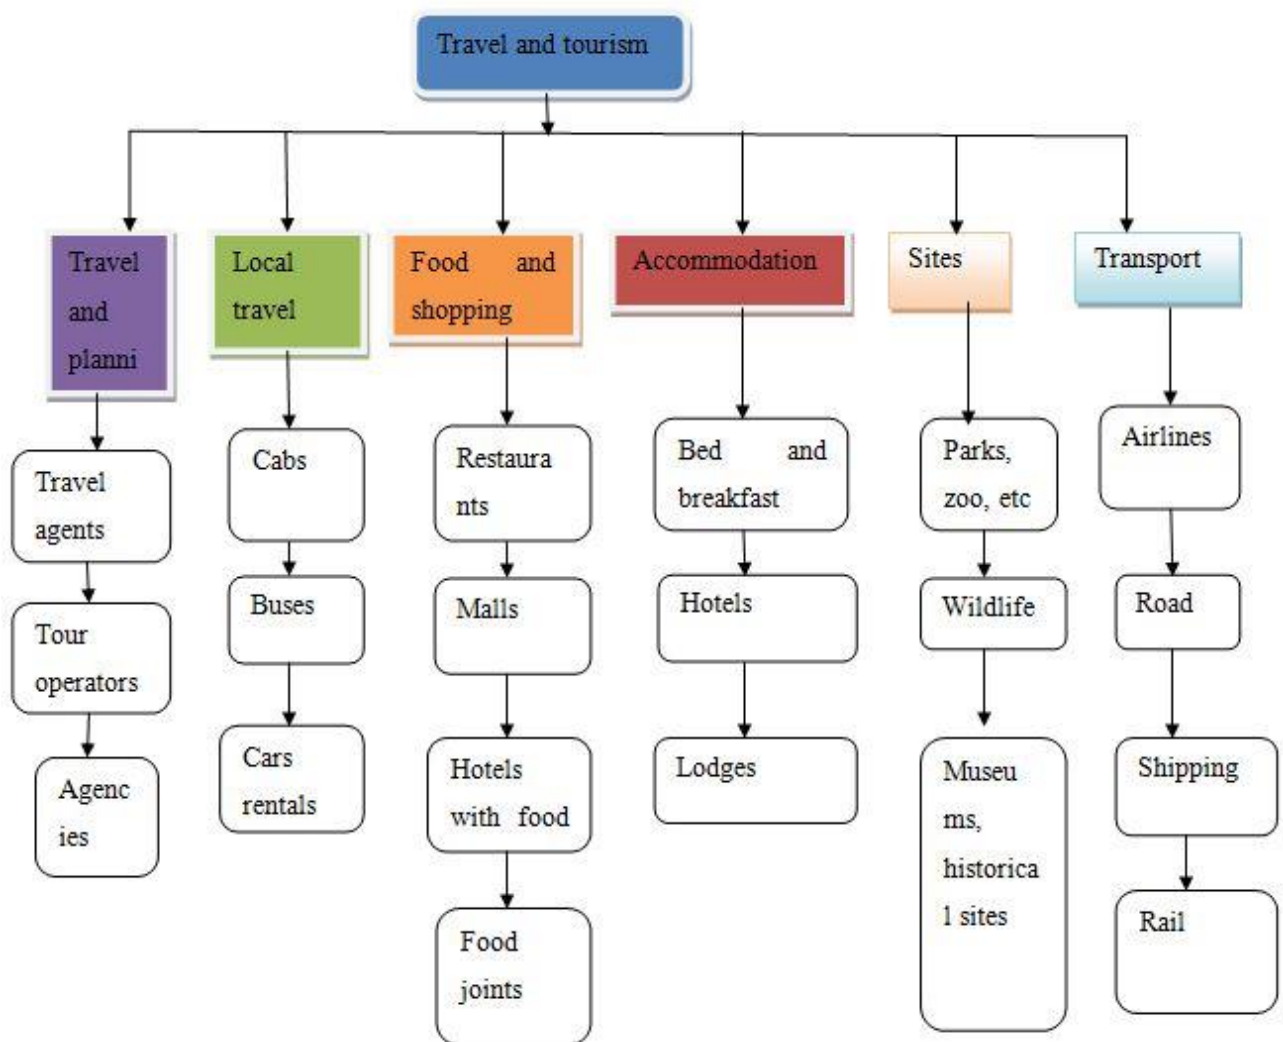 Travel and tourism
Travel
and
planni
Local
travel
Food and
shopping
Accommodation
Sites
Transport
Travel
agents
Tour
operators
Agenc
ies
Cabs
Buses
Cars
rentals
Restaura
nts
Malls
Hotels
with food
Food
joints
Bed and
breakfast
Hotels
Lodges
Parks,
zoo, etc
Wildlife
Museu
ms,
historica
l sites
Airlines
Road
Shipping
Rail